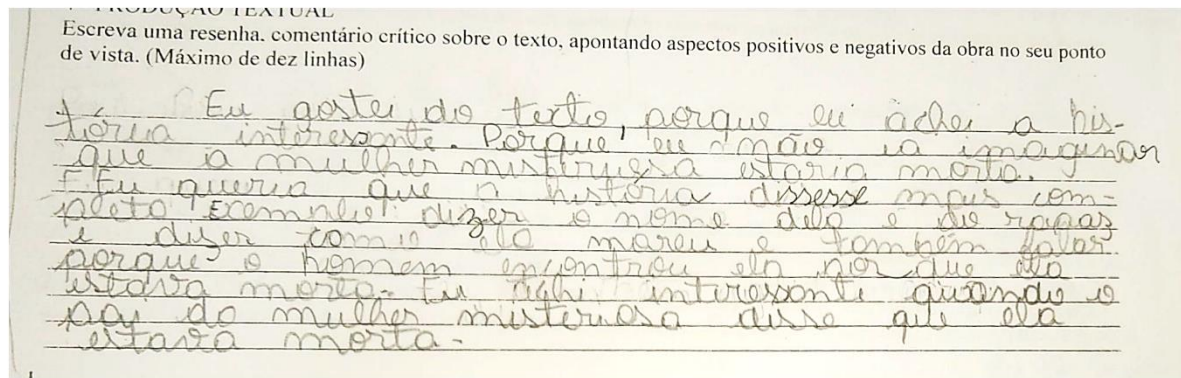 PRODUÇÃO TEXTUAL
Escreva uma resenha, comentário crítico sobre o texto, apontando aspectos positivos e negativos da obra no seu ponto
de vista. (Máximo de dez linhas)
Eu gostei do texto, porque eu achei a his-
tória interessante. Porque, eu não ia imaginar
que a mulher misteriosa estaria morta.
Eu queria que a história dissesse mais com-
pleto exemplo: dizer o nome dela e do rapas
e diser como ela morreu e também falar
porque o homem encontrou ela por que ela
estava morta. Eu achei interessante quando o
pai do mulher misteriosa disse que ela
estava morta.